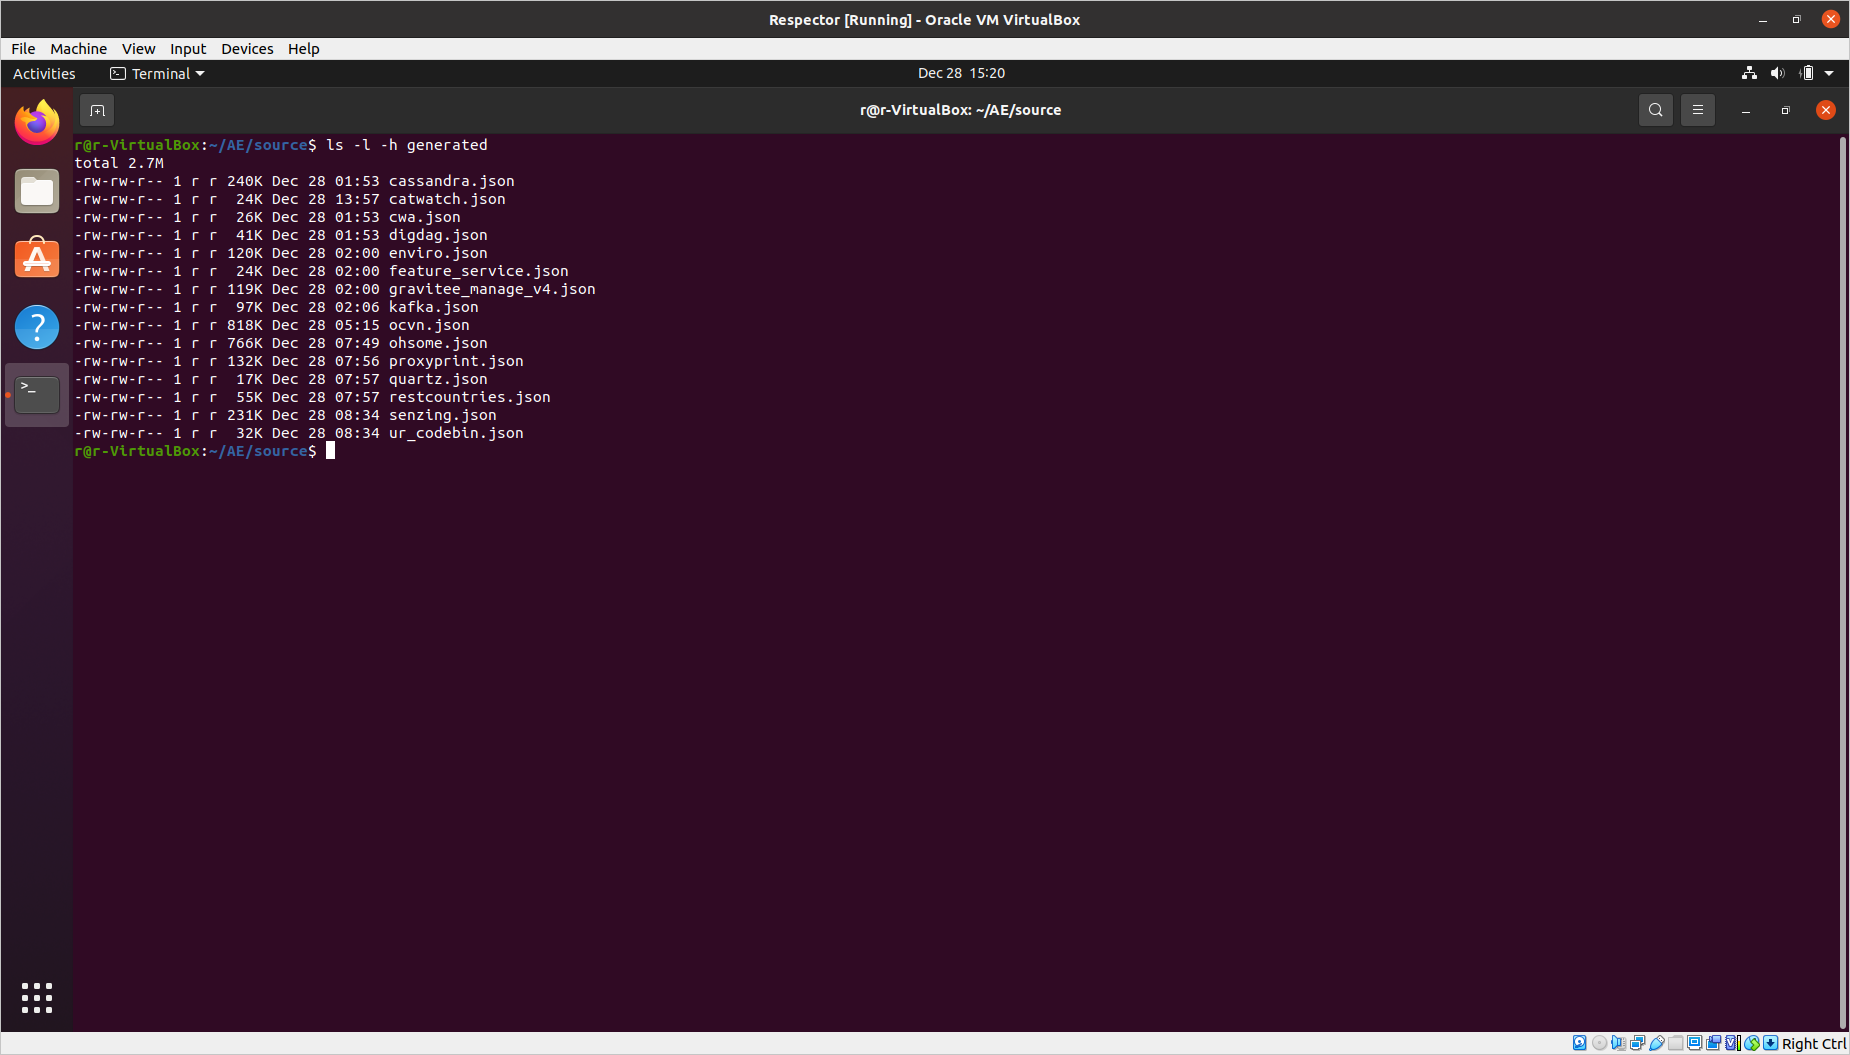 Respector [Running] - Oracle VM VirtualBox
File Machine View Input Devices Help
Activities Terminal Dec 28 15:20
r@r-VirtualBox: ~/AE/source
r@r-VirtualBox:~/AE/source$ ls -l -h generated
total 2.7M
-rw-rw-r-- 1 r r 240K Dec 28 01:53 cassandra.json
-rw-rw-r-- 1 r r  24K Dec 28 13:57 catwatch.json
-rw-rw-r-- 1 r r  26K Dec 28 01:53 cwa.json
-rw-rw-r-- 1 r r  41K Dec 28 01:53 digdag.json
-rw-rw-r-- 1 r r 120K Dec 28 02:00 enviro.json
-rw-rw-r-- 1 r r  24K Dec 28 02:00 feature_service.json
-rw-rw-r-- 1 r r 119K Dec 28 02:00 gravitee_manage_v4.json
-rw-rw-r-- 1 r r  97K Dec 28 02:06 kafka.json
-rw-rw-r-- 1 r r 818K Dec 28 05:15 ocvn.json
-rw-rw-r-- 1 r r 766K Dec 28 07:49 ohsome.json
-rw-rw-r-- 1 r r 132K Dec 28 07:56 proxyprint.json
-rw-rw-r-- 1 r r  17K Dec 28 07:57 quartz.json
-rw-rw-r-- 1 r r  55K Dec 28 07:57 restcountries.json
-rw-rw-r-- 1 r r 231K Dec 28 08:34 senzing.json
-rw-rw-r-- 1 r r  32K Dec 28 08:34 ur_codebin.json
r@r-VirtualBox:~/AE/source$
Right Ctrl